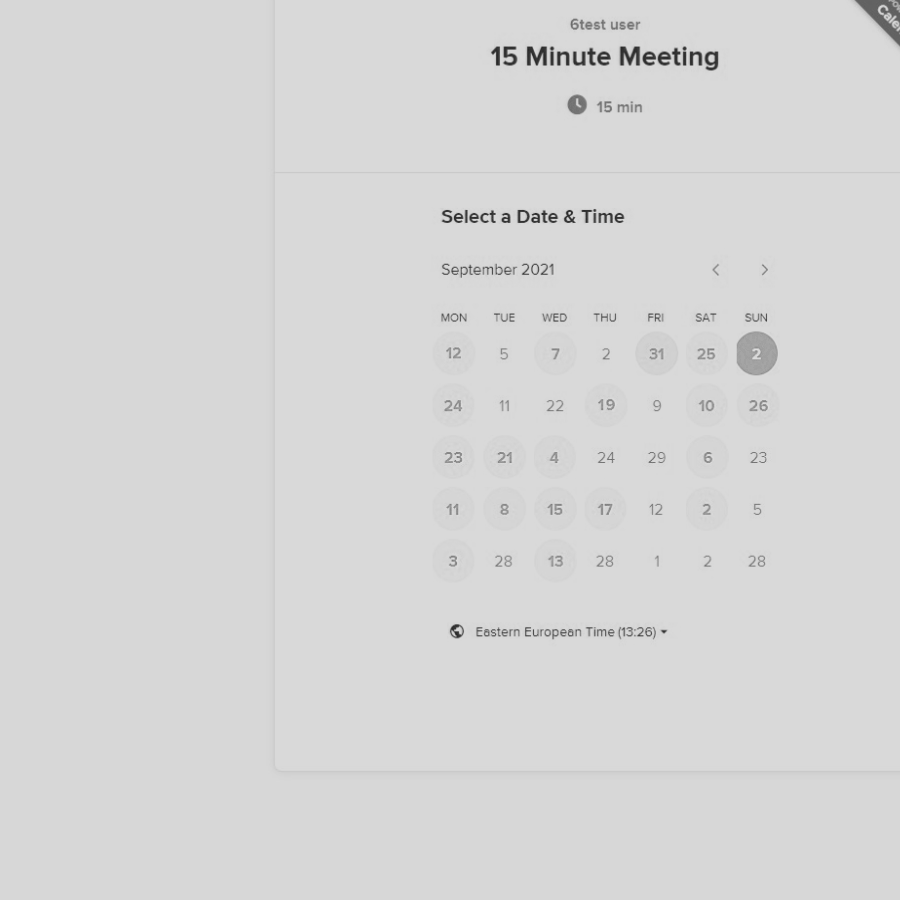 6test user
15 Minute Meeting
15 min
Select a Date & Time
September 2021
MON TUE WED THU FRI SAT SUN
12 5 7 2 31 25 2
24 11 22 19 9 10 26
23 21 4 24 29 6 23
11 8 15 17 12 2 5
3 28 13 28 1 2 28
Eastern European Time (13:26)